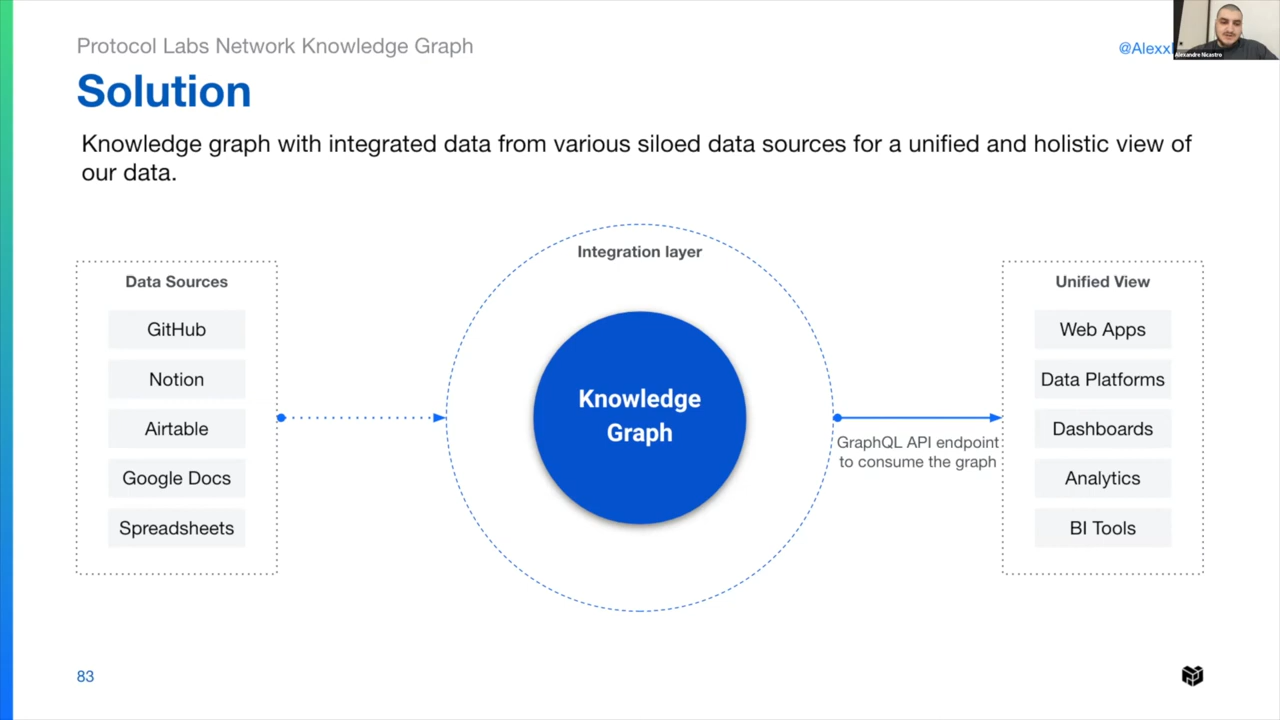 Protocol Labs Network Knowledge Graph
@Alexx
Alexandre Nicastro
Solution
Knowledge graph with integrated data from various siloed data sources for a unified and holistic view of
our data.
Data Sources
GitHub
Notion
Airtable
Google Docs
Spreadsheets
Integration layer
Knowledge
Graph
GraphQL API endpoint
to consume the graph
Unified View
Web Apps
Data Platforms
Dashboards
Analytics
BI Tools
83